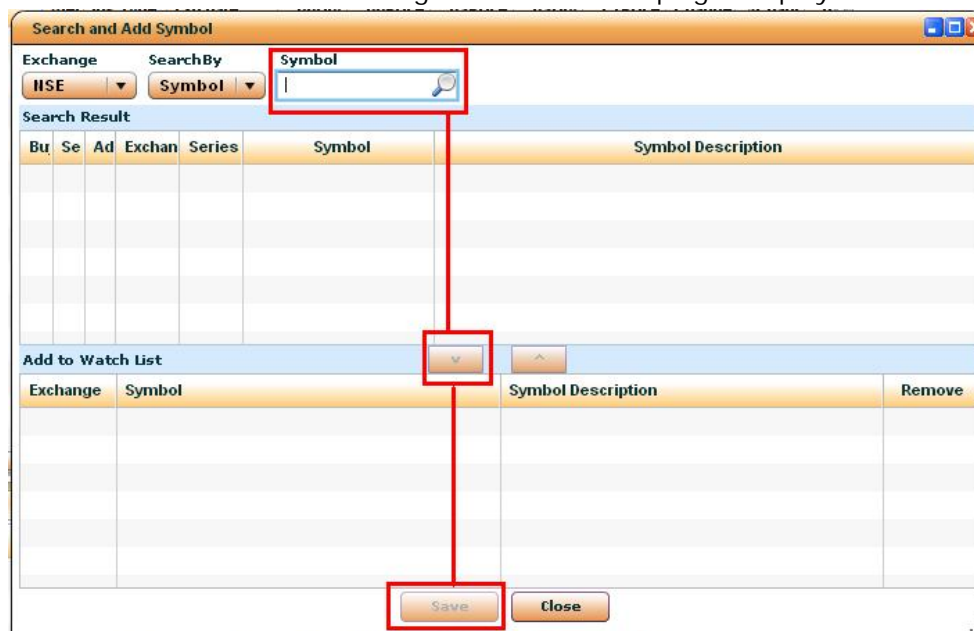 Search and Add Symbol
Exchange SearchBy Symbol
NSE Symbol
Search Result
Bu Se Ad Exchan Series Symbol Symbol Description
Add to Watch List v ^
Exchange Symbol Symbol Description Remove
Save Close